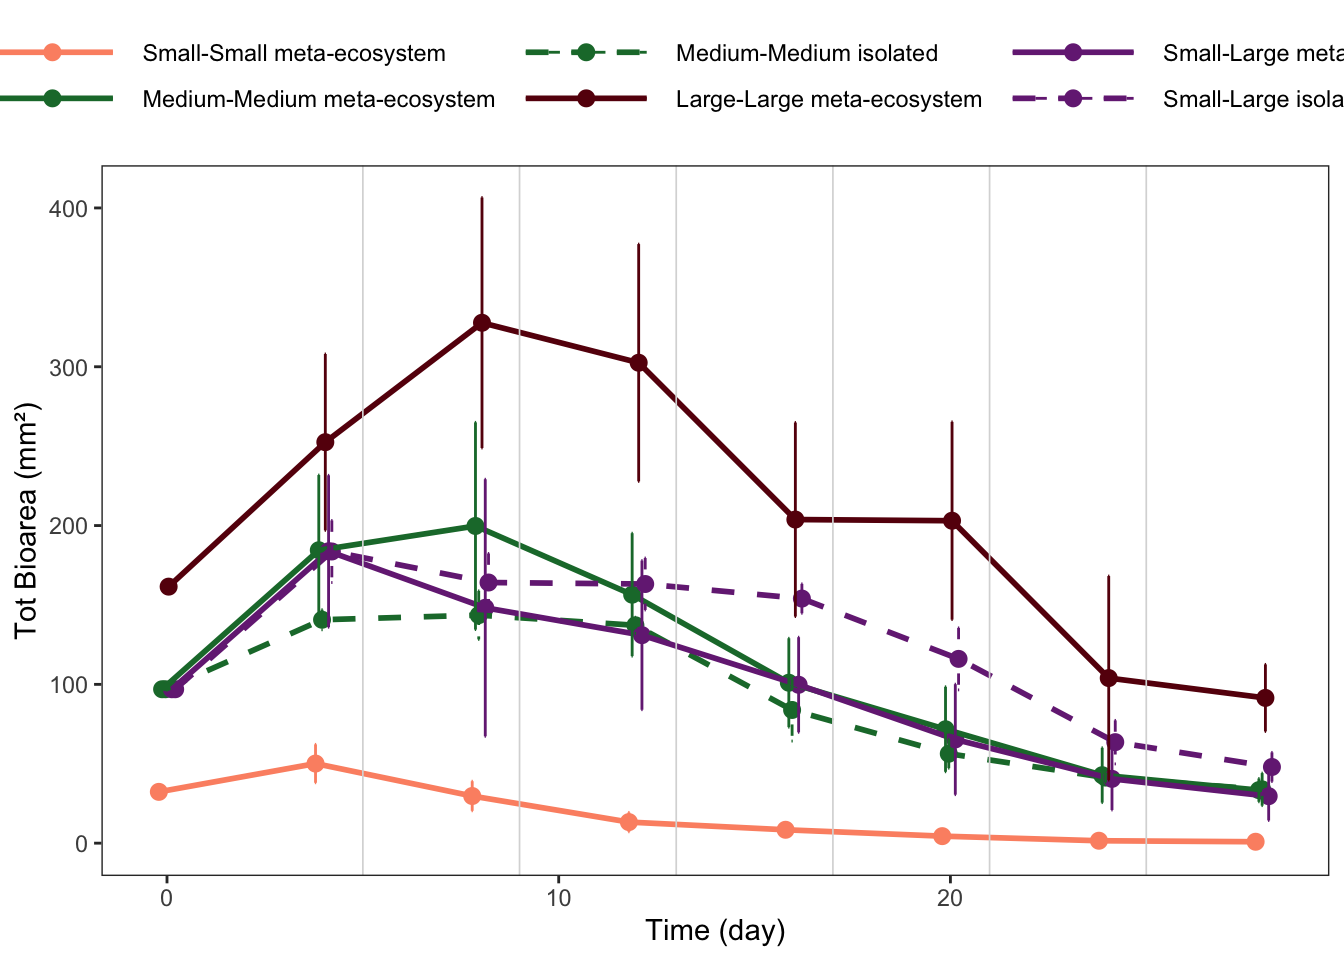 Small-Small meta-ecosystem Medium-Medium isolated Small-Large meta
Medium-Medium meta-ecosystem Large-Large meta-ecosystem Small-Large isola
400
300
200
100
0
Tot Bioarea (mm²)
0 10 20
Time (day)